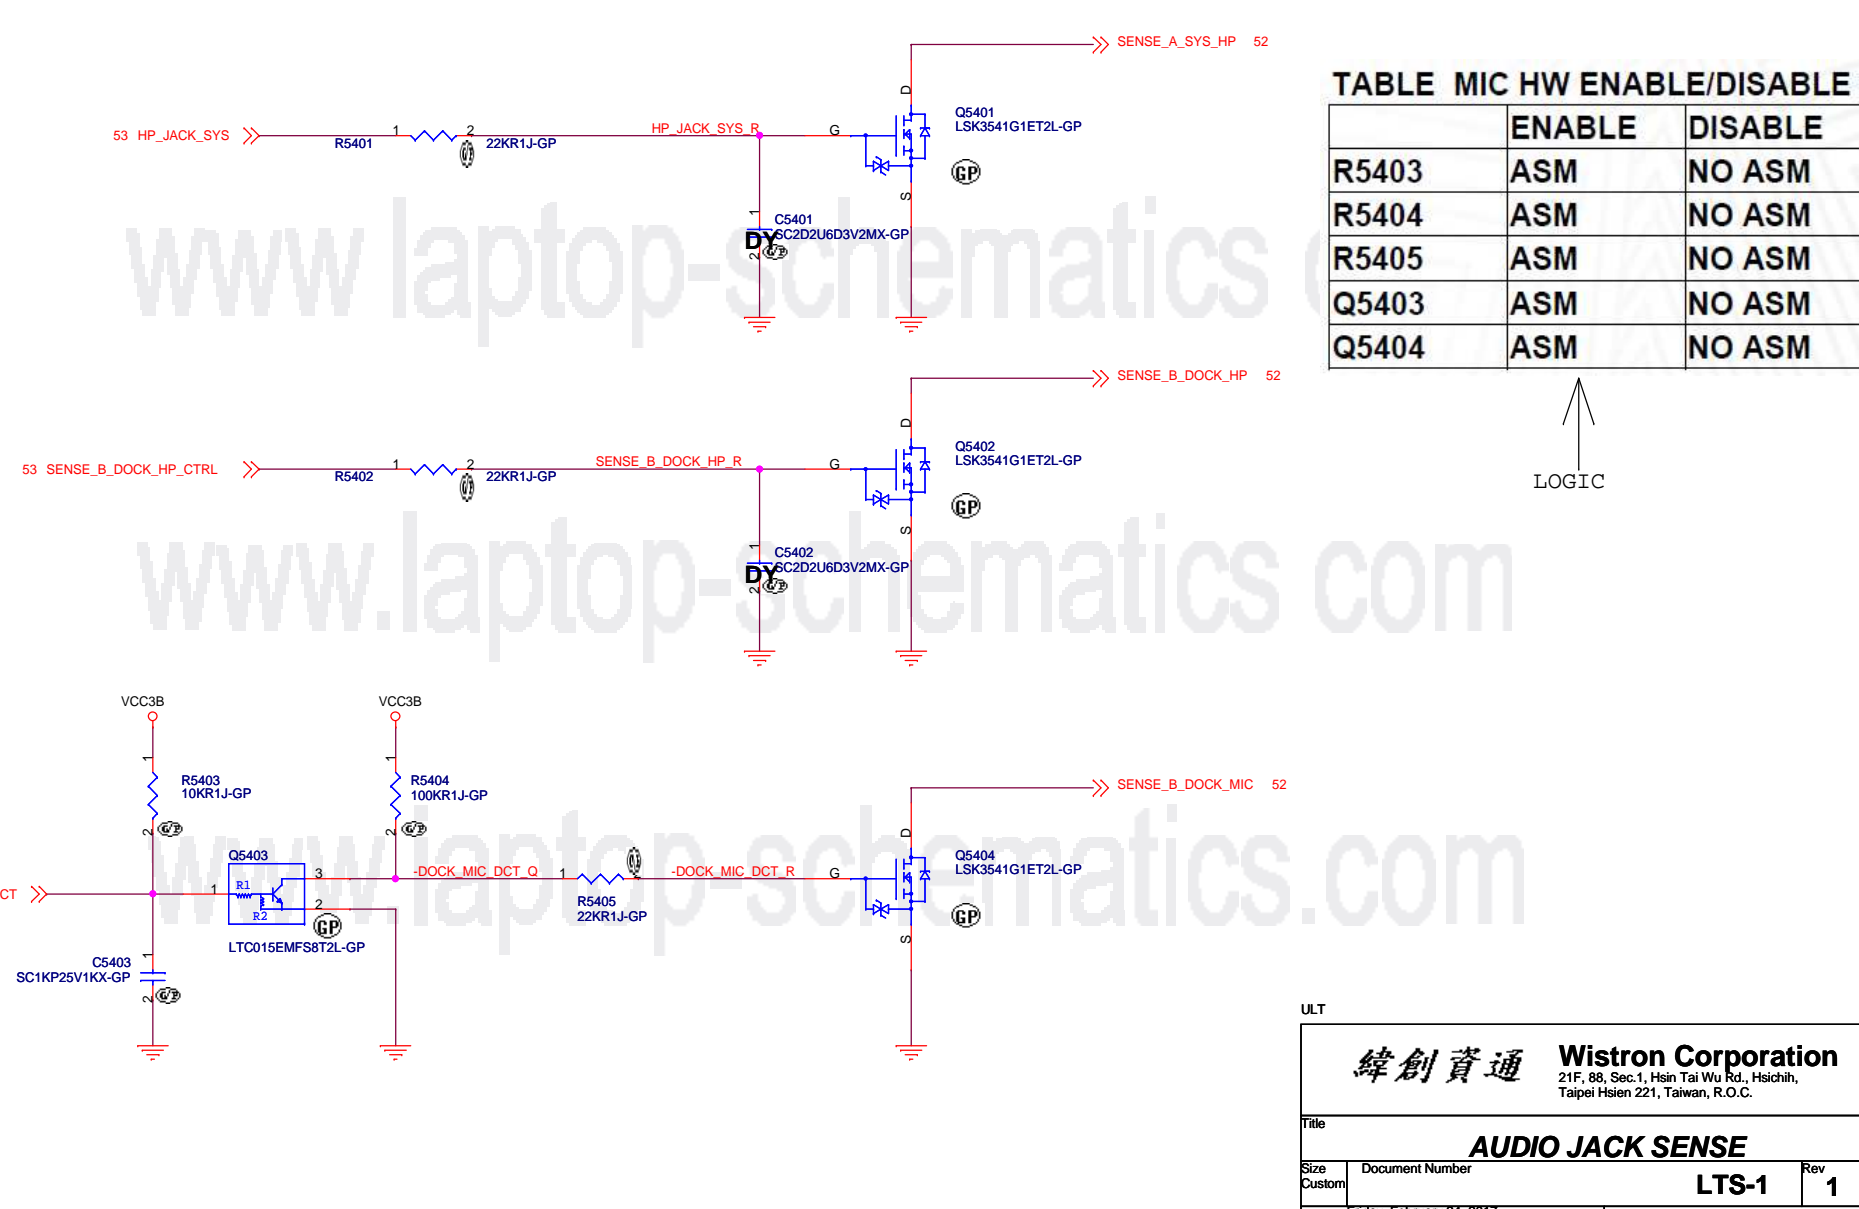 SENSE_A_SYS_HP 52
TABLE MIC HW ENABLE/DISABLE
ENABLE DISABLE
R5403 ASM NO ASM
R5404 ASM NO ASM
R5405 ASM NO ASM
Q5403 ASM NO ASM
Q5404 ASM NO ASM
LOGIC
53 HP_JACK_SYS
1 2
R5401 22KR1J-GP
HP_JACK_SYS_R
G
D
S
Q5401
LSK3541G1ET2L-GP
GP
1
C5401
SC2D2U6D3V2MX-GP
DY
2
G/P
www laptop-schematics
SENSE_B_DOCK_HP 52
53 SENSE_B_DOCK_HP_CTRL
1 2
R5402 22KR1J-GP
SENSE_B_DOCK_HP_R
G
D
S
Q5402
LSK3541G1ET2L-GP
GP
1
C5402
SC2D2U6D3V2MX-GP
DY
2
G/P
www.laptop-schematics com
VCC3B VCC3B
1
R5403
10KR1J-GP
2
G/P
1
R5404
100KR1J-GP
2
G/P
SENSE_B_DOCK_MIC 52
Q5403
R1
R2
1
3
2
GP
LTC015EMFS8T2L-GP
CT
-DOCK_MIC_DCT_Q 1
R5405
22KR1J-GP
-DOCK_MIC_DCT_R
G
D
S
Q5404
LSK3541G1ET2L-GP
GP
www.laptop-schematics.com
1
C5403
SC1KP25V1KX-GP
2
G/P
ULT
緯創資通
Wistron Corporation
21F, 88, Sec.1, Hsin Tai Wu Rd., Hsichih,
Taipei Hsien 221, Taiwan, R.O.C.
Title
AUDIO JACK SENSE
Size Document Number Rev
Custom LTS-1 1